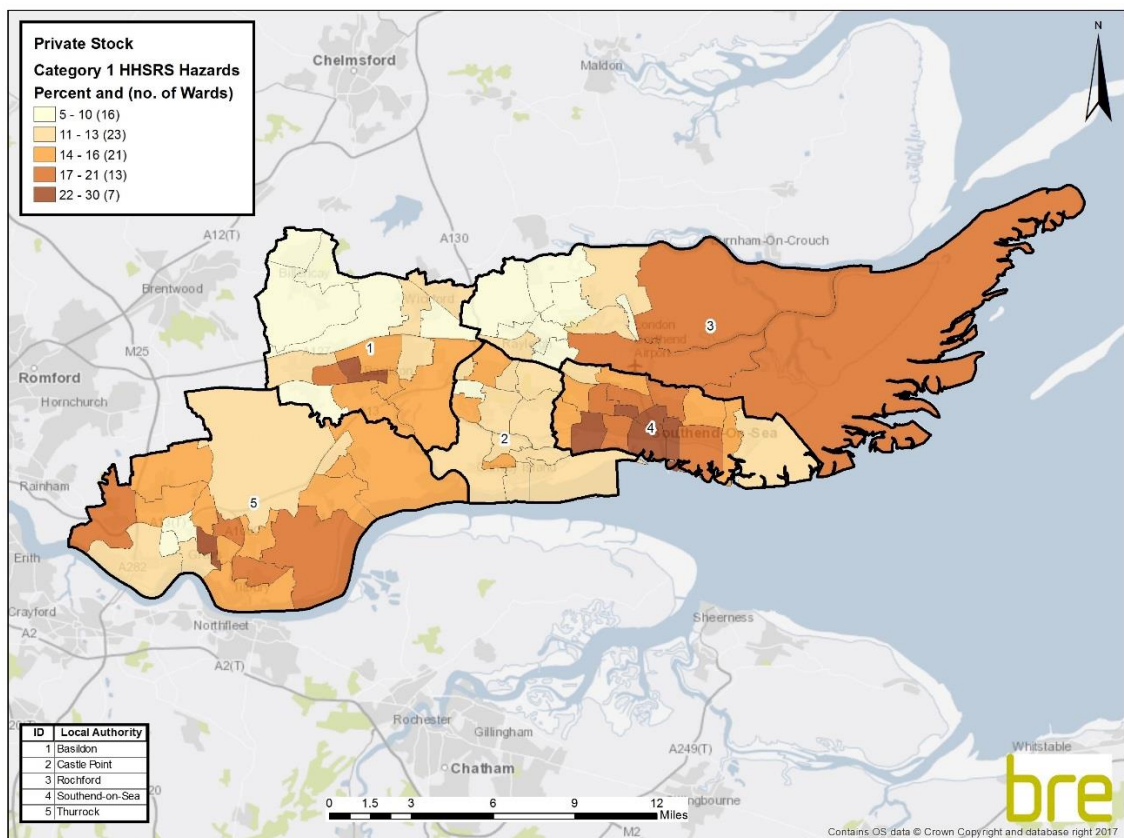 Private Stock
Category 1 HHSRS Hazards
Percent and (no. of Wards)
5 - 10 (16)
11 - 13 (23)
14 - 16 (21)
17 - 21 (13)
22 - 30 (7)
N
Chelmsford
Maldon
A12(T)
A130
Brentwood
M25
Romford
Hornchurch
Rainham
Erith
A282
Crayford
A2
Northfleet
A2(T)
Rochester
Gillingham
Chatham
Sheerness
A249(T)
Whitstable
M2
Southend-On-Sea
1
2
3
4
5
ID Local Authority
1 Basildon
2 Castle Point
3 Rochford
4 Southend-on-Sea
5 Thurrock
0 1.5 3 6 9 12
Miles
bre
Contains OS data © Crown Copyright and database right 2017